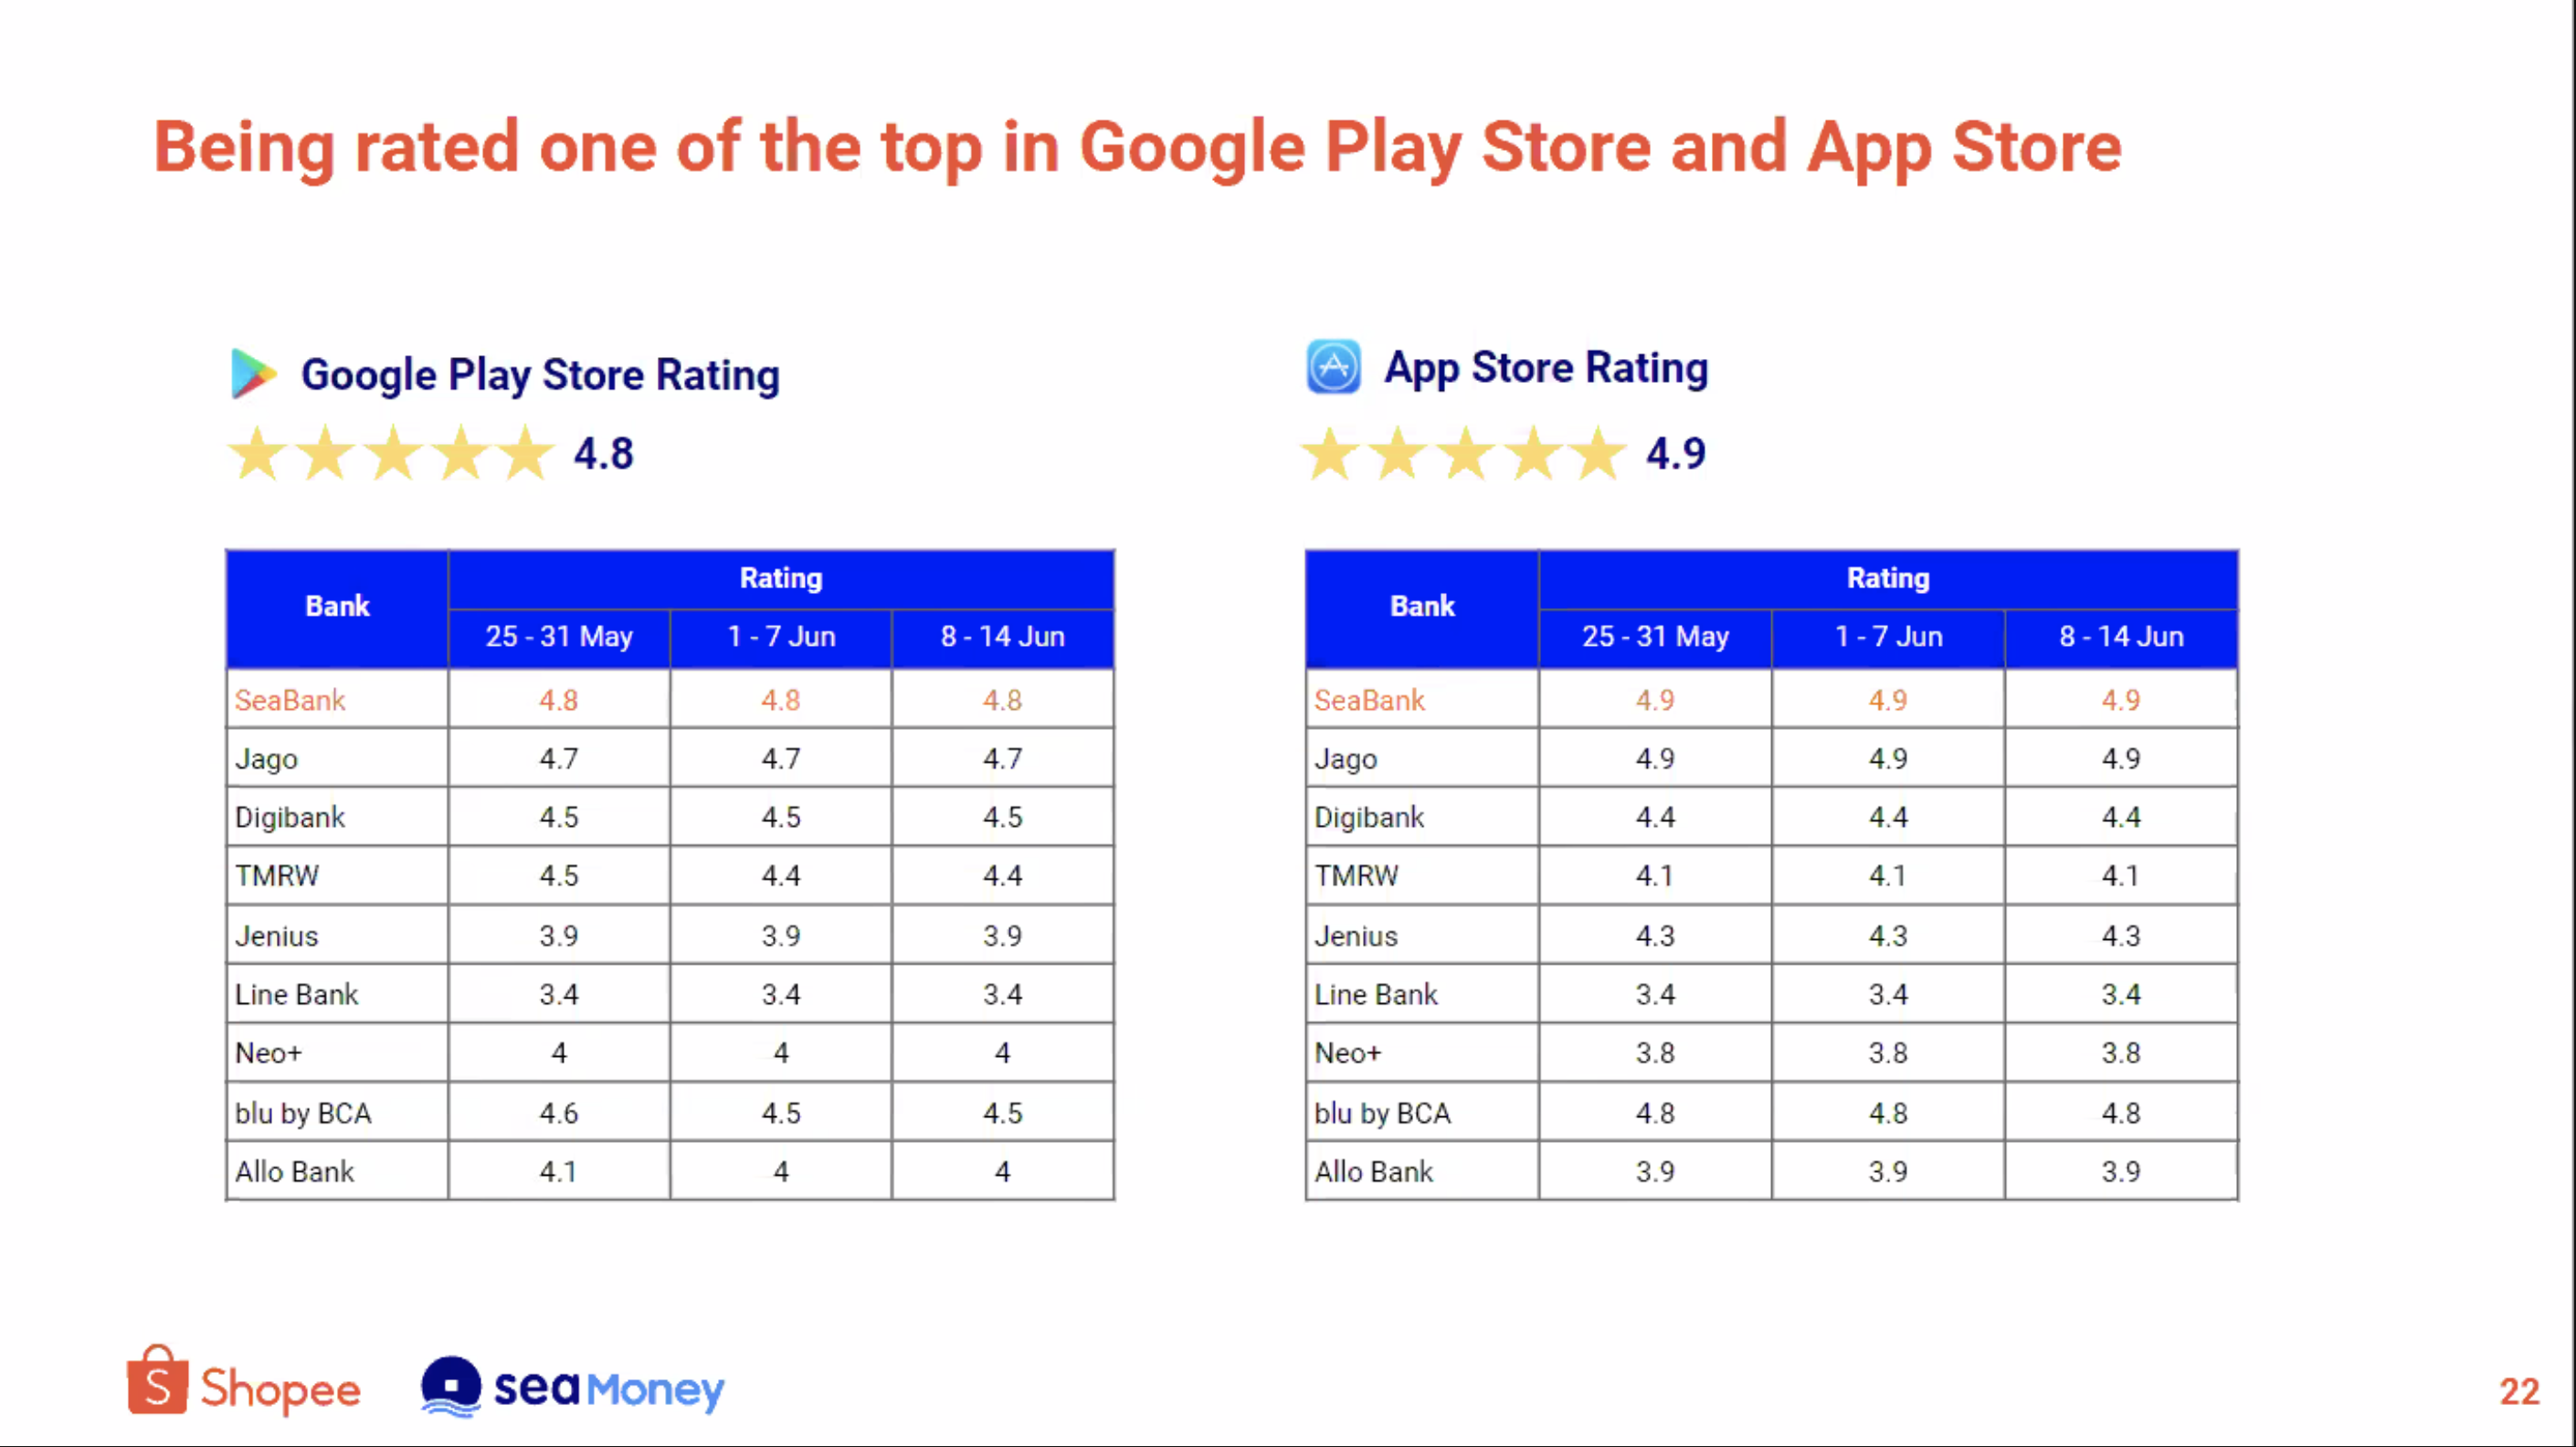 Being rated one of the top in Google Play Store and App Store
Google Play Store Rating
4.8
Bank Rating
25 - 31 May 1 - 7 Jun 8 - 14 Jun
SeaBank 4.8 4.8 4.8
Jago 4.7 4.7 4.7
Digibank 4.5 4.5 4.5
TMRW 4.5 4.4 4.4
Jenius 3.9 3.9 3.9
Line Bank 3.4 3.4 3.4
Neo+ 4 4 4
blu by BCA 4.6 4.5 4.5
Allo Bank 4.1 4 4
App Store Rating
4.9
Bank Rating
25 - 31 May 1 - 7 Jun 8 - 14 Jun
SeaBank 4.9 4.9 4.9
Jago 4.9 4.9 4.9
Digibank 4.4 4.4 4.4
TMRW 4.1 4.1 4.1
Jenius 4.3 4.3 4.3
Line Bank 3.4 3.4 3.4
Neo+ 3.8 3.8 3.8
blu by BCA 4.8 4.8 4.8
Allo Bank 3.9 3.9 3.9
S Shopee
sea Money
22